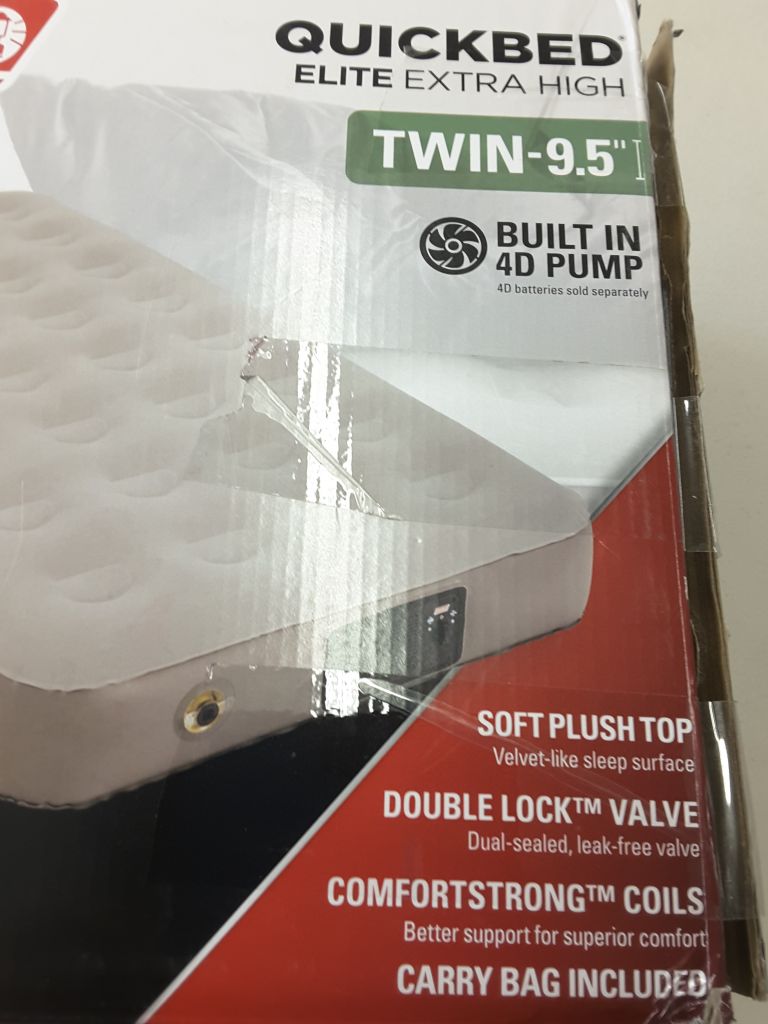 QUICKBED®
ELITE EXTRA HIGH
TWIN-9.5"
BUILT IN
4D PUMP
4D batteries sold separately
SOFT PLUSH TOP
Velvet-like sleep surface
DOUBLE LOCK™ VALVE
Dual-sealed, leak-free valve
COMFORTSTRONG™ COILS
Better support for superior comfort
CARRY BAG INCLUDED